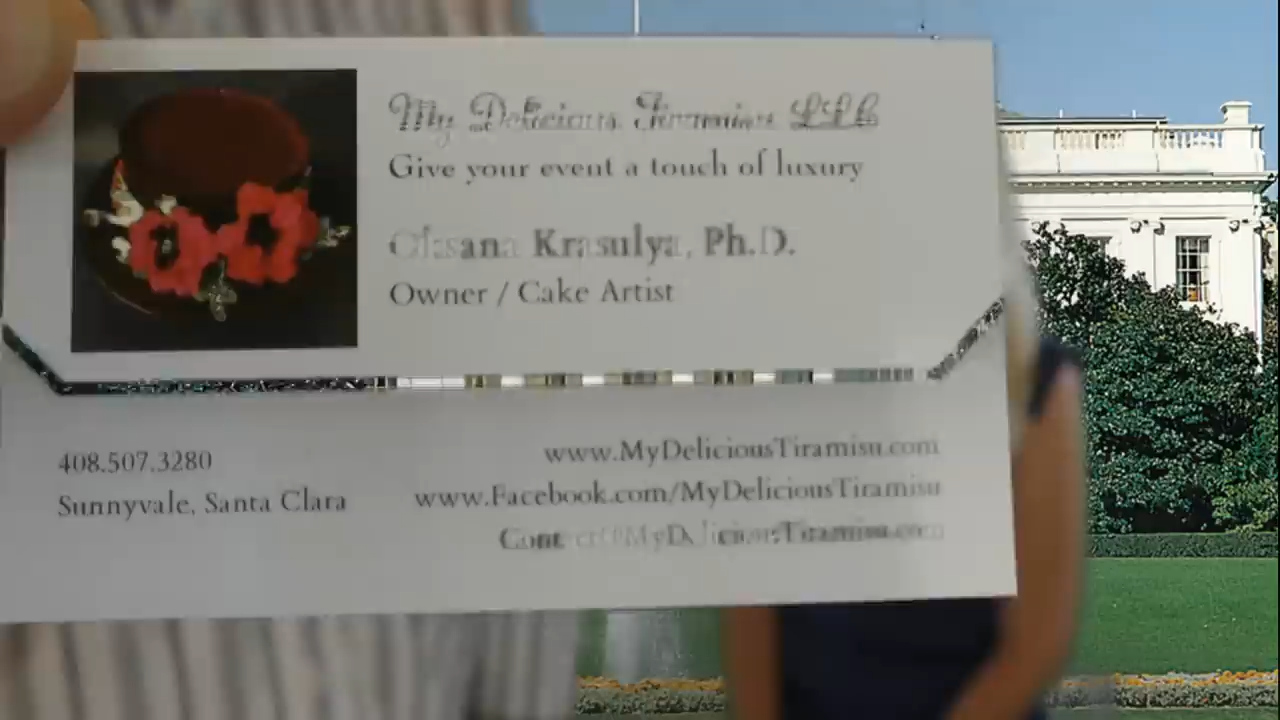 My Delicious Tiramisu LLC
Give your event a touch of luxury
Krasulya, Ph.D.
Owner / Cake Artist
408.507.3280
Sunnyvale, Santa Clara
www.MyDeliciousTiramisu.com
www.Facebook.com/MyDeliciousTiramisu